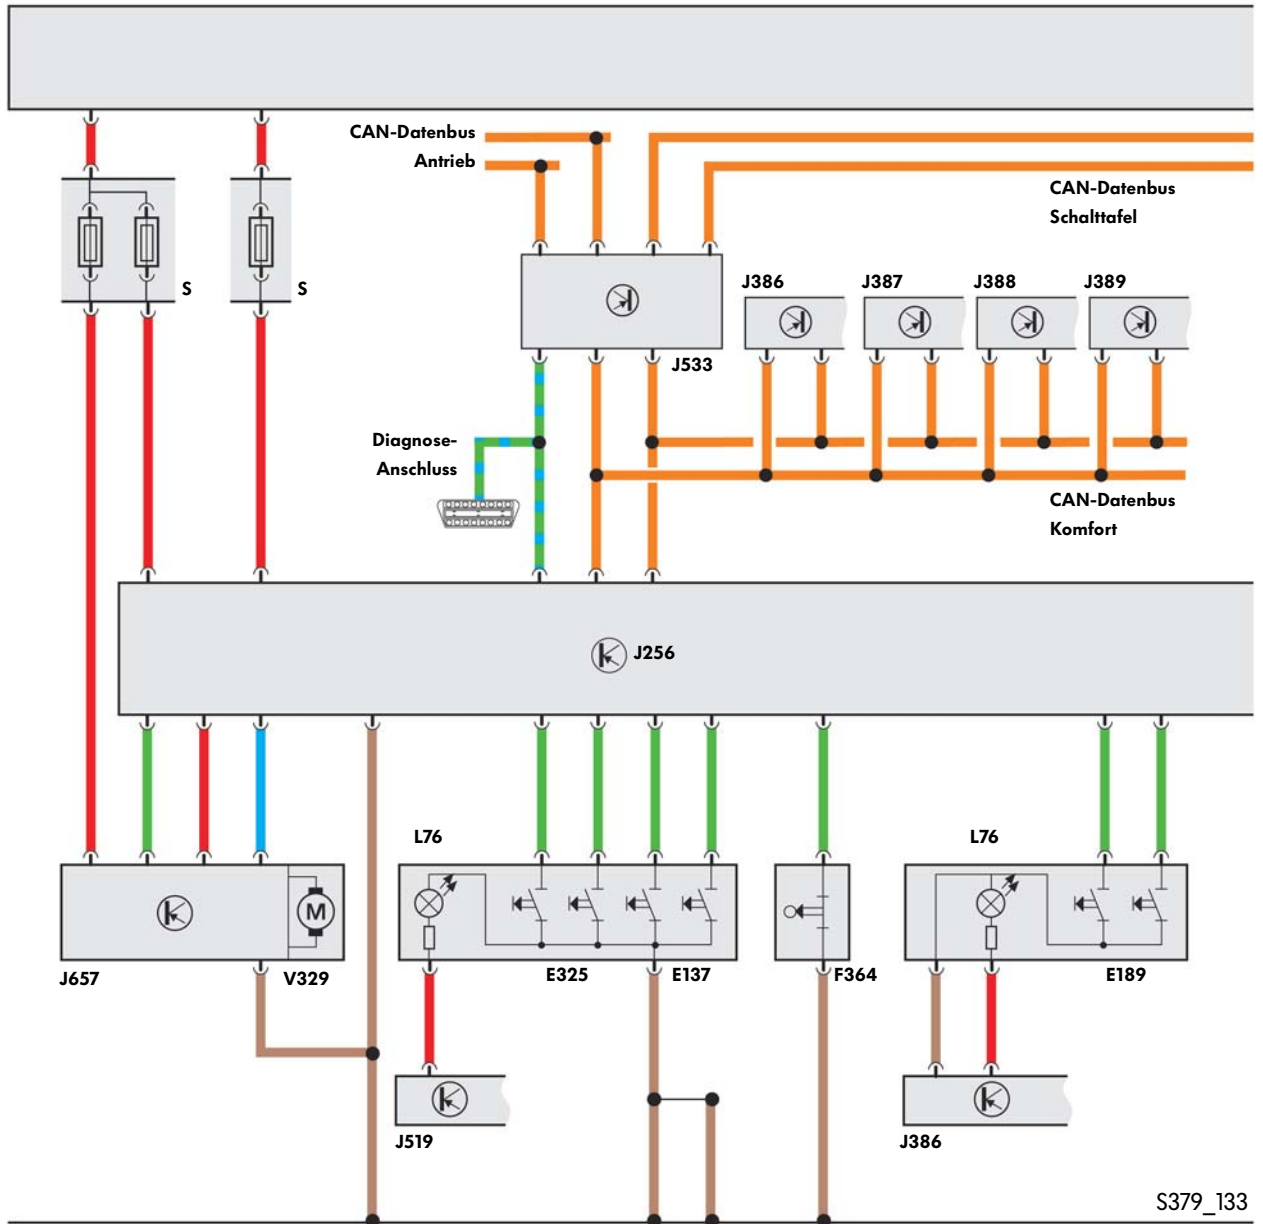 CAN-Datenbus
Antrieb
CAN-Datenbus
Schalttafel
S
S
J386
J387
J388
J389
J533
Diagnose-
Anschluss
CAN-Datenbus
Komfort
J256
L76
L76
M
J657
V329
E325
E137
F364
E189
J519
J386
S379_133